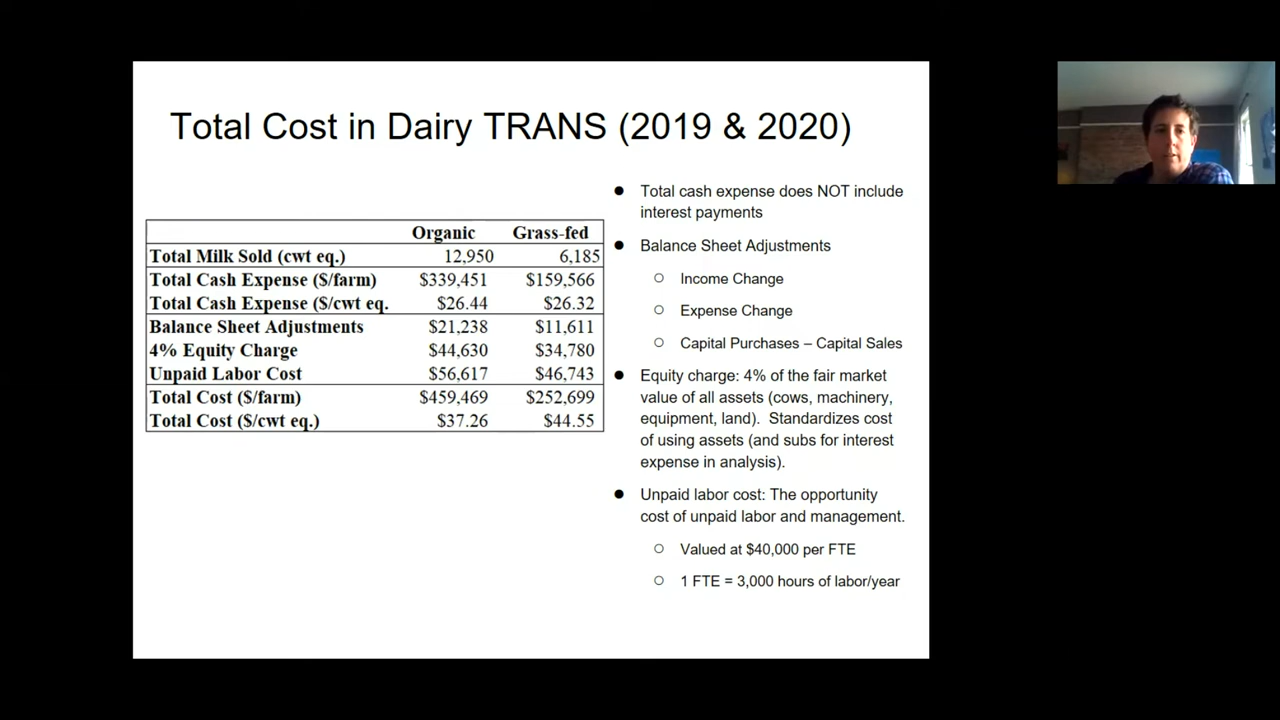 Total Cost in Dairy TRANS (2019 & 2020)
Organic Grass-fed
Total Milk Sold (cwt eq.) 12,950 6,185
Total Cash Expense ($/farm) $339,451 $159,566
Total Cash Expense ($/cwt eq. $26.44 $26.32
Balance Sheet Adjustments $21,238 $11,611
4% Equity Charge $44,630 $34,780
Unpaid Labor Cost $56,617 $46,743
Total Cost ($/farm) $459,469 $252,699
Total Cost ($/cwt eq.) $37.26 $44.55
● Total cash expense does NOT include
interest payments
● Balance Sheet Adjustments
○ Income Change
○ Expense Change
○ Capital Purchases – Capital Sales
● Equity charge: 4% of the fair market
value of all assets (cows, machinery,
equipment, land). Standardizes cost
of using assets (and subs for interest
expense in analysis).
● Unpaid labor cost: The opportunity
cost of unpaid labor and management.
○ Valued at $40,000 per FTE
○ 1 FTE = 3,000 hours of labor/year